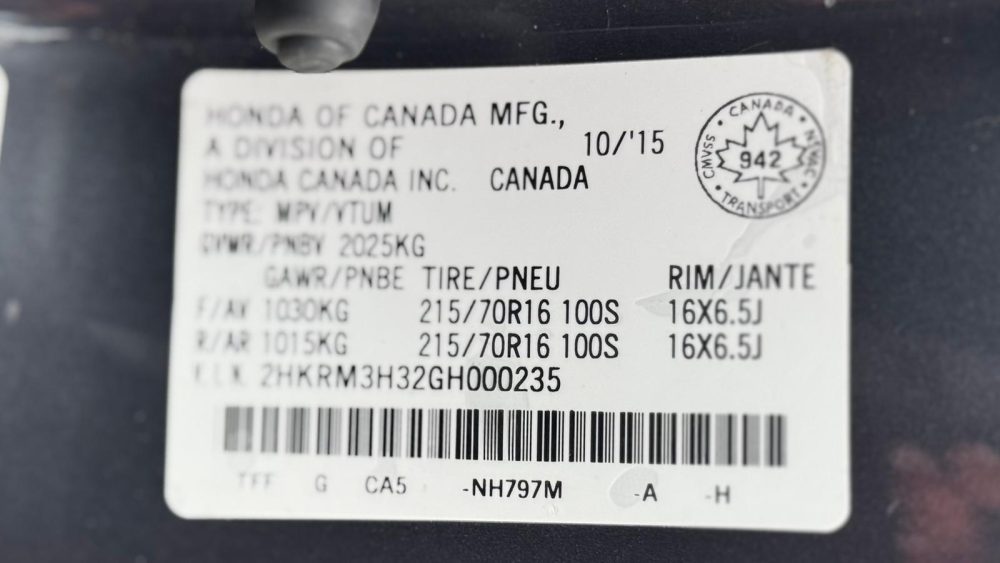 HONDA OF CANADA MFG.,
A DIVISION OF 10/'15
HONDA CANADA INC. CANADA
TYPE: MPV/VTUM
GVWR/PNBV 2025KG
GAWR/PNBE TIRE/PNEU RIM/JANTE
F/AV 1030KG 215/70R16 100S 16X6.5J
R/AR 1015KG 215/70R16 100S 16X6.5J
2HKRM3H32GH000235
G CA5 -NH797M -A -H
CANADA
CMVSS 942 NSVAC
TRANSPORT